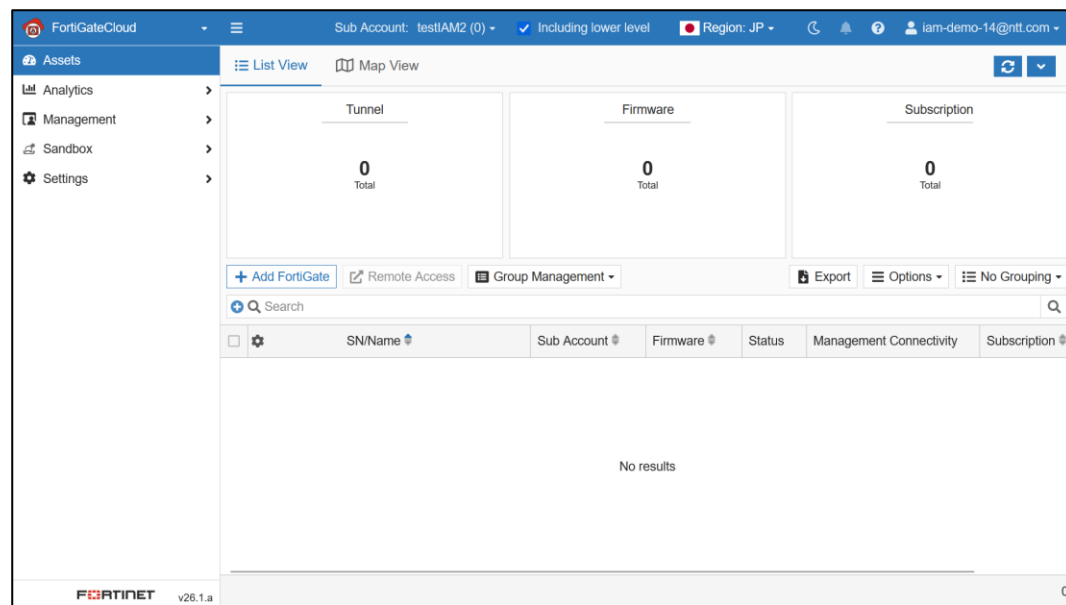 FortiGateCloud
Sub Account: testIAM2 (0)
Including lower level
Region: JP
iam-demo-14@ntt.com
Assets
Analytics
Management
Sandbox
Settings
List View
Map View
Tunnel
0
Total
Firmware
0
Total
Subscription
0
Total
Add FortiGate
Remote Access
Group Management
Export
Options
No Grouping
Search
SN/Name
Sub Account
Firmware
Status
Management Connectivity
Subscription
No results
FORTINET
v26.1.a